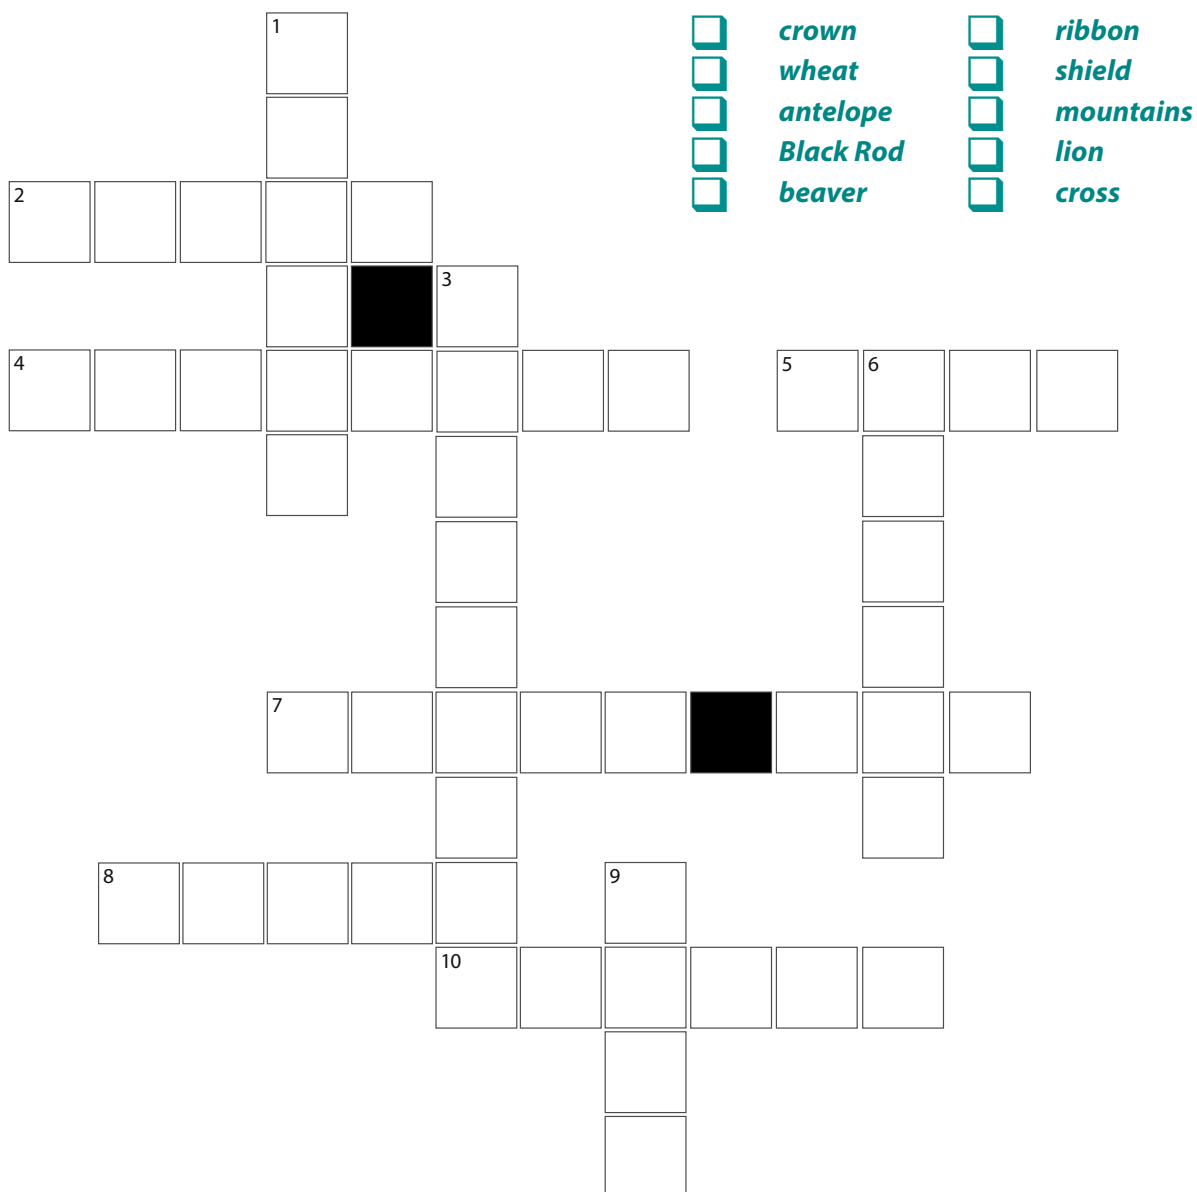 1
crown ribbon
wheat shield
antelope mountains
Black Rod lion
beaver cross
2
3
4 5 6
7
8 9
10